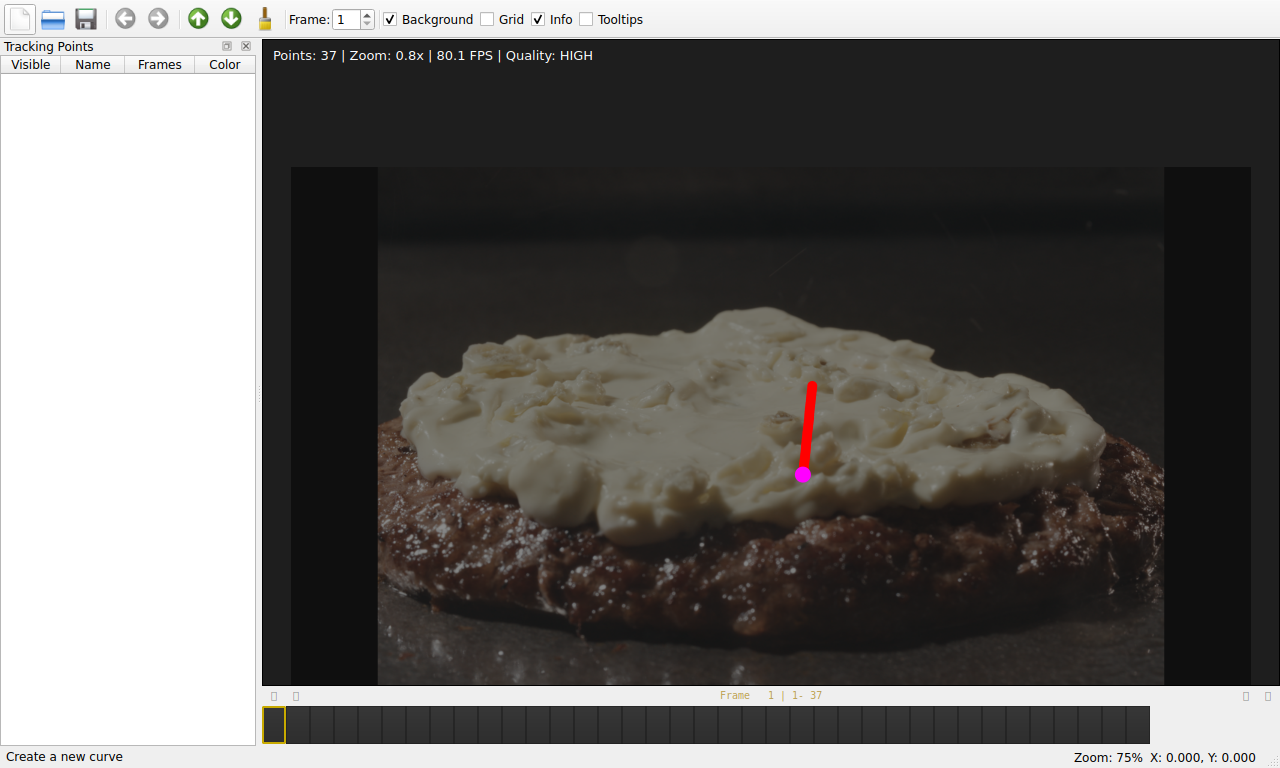 Frame: 1 Background Grid Info Tooltips
Tracking Points
Visible Name Frames Color
Points: 37 | Zoom: 0.8x | 80.1 FPS | Quality: HIGH
Frame 1 | 1- 37
Create a new curve
Zoom: 75% X: 0.000, Y: 0.000